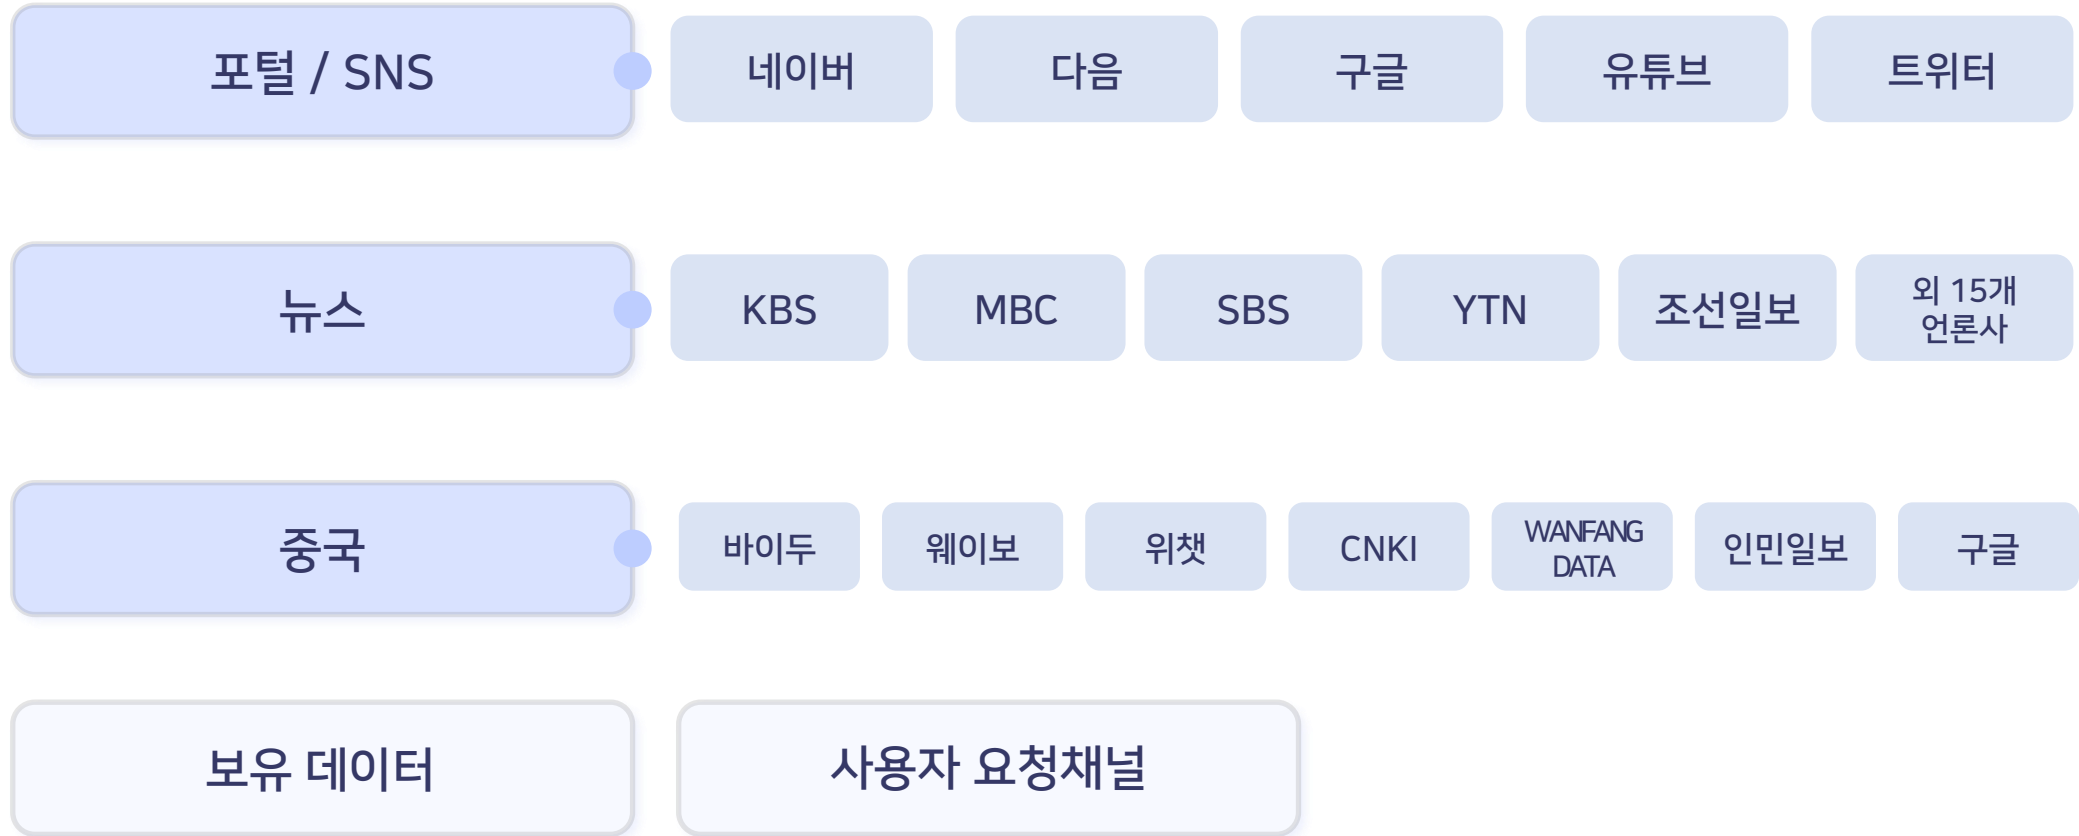 포털 / SNS
네이버
다음
구글
유튜브
트위터
뉴스
KBS
MBC
SBS
YTN
조선일보
외 15개
언론사
중국
바이두
웨이보
위챗
CNKI
WANFANG
DATA
인민일보
구글
보유 데이터
사용자 요청채널